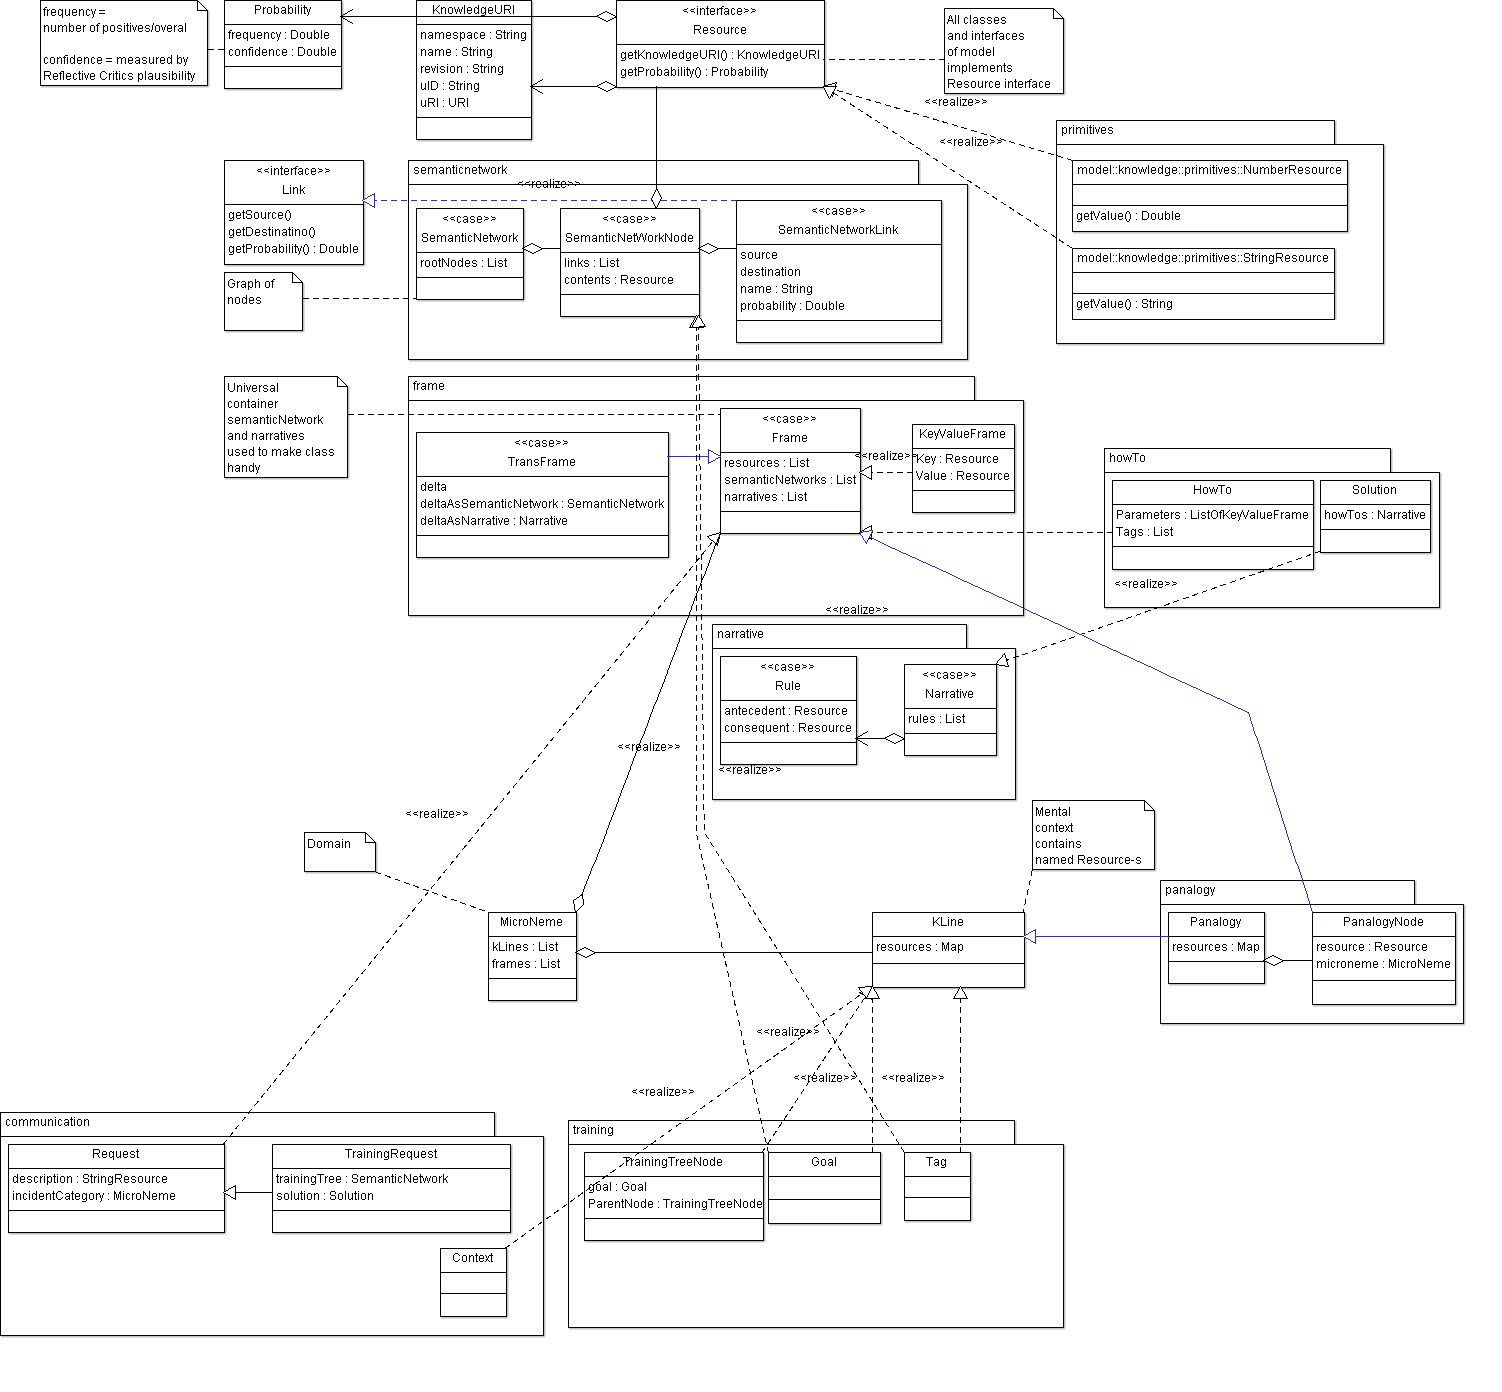 frequency =
number of positives/overal
confidence = measured by
Reflective Critics plausibility
Probability
frequency : Double
confidence : Double
KnowledgeURI
namespace : String
name : String
revision : String
uID : String
uRI : URI
<<interface>>
Resource
getKnowledgeURI() : KnowledgeURI
getProbability() : Probability
All classes
and interfaces
of model
implements
Resource interface
<<realize>>
<<realize>>
primitives
model::knowledge::primitives::NumberResource
getValue() : Double
model::knowledge::primitives::StringResource
getValue() : String
<<interface>>
Link
getSource()
getDestinatino()
getProbability() : Double
semanticnetwork
<<realize>>
<<case>>
SemanticNetwork
rootNodes : List
<<case>>
SemanticNetWorkNode
links : List
contents : Resource
<<case>>
SemanticNetworkLink
source
destination
name : String
probability : Double
Graph of
nodes
Universal
container
semanticNetwork
and narratives
used to make class
handy
frame
<<case>>
TransFrame
delta
deltaAsSemanticNetwork : SemanticNetwork
deltaAsNarrative : Narrative
<<case>>
Frame
resources : List
semanticNetworks : List
narratives : List
<<realize>>
KeyValueFrame
Key : Resource
Value : Resource
howTo
HowTo
Parameters : ListOfKeyValueFrame
Tags : List
Solution
howTos : Narrative
<<realize>>
<<realize>>
narrative
<<case>>
Rule
antecedent : Resource
consequent : Resource
<<case>>
Narrative
rules : List
<<realize>>
<<realize>>
<<realize>>
Domain
Mental
context
contains
named Resource-s
MicroNeme
kLines : List
frames : List
KLine
resources : Map
panalogy
Panalogy
resources : Map
PanalogyNode
resource : Resource
microneme : MicroNeme
<<realize>>
<<realize>>
<<realize>>
<<realize>>
communication
Request
description : StringResource
incidentCategory : MicroNeme
TrainingRequest
trainingTree : SemanticNetwork
solution : Solution
Context
training
TrainingTreeNode
goal : Goal
ParentNode : TrainingTreeNode
Goal
Tag